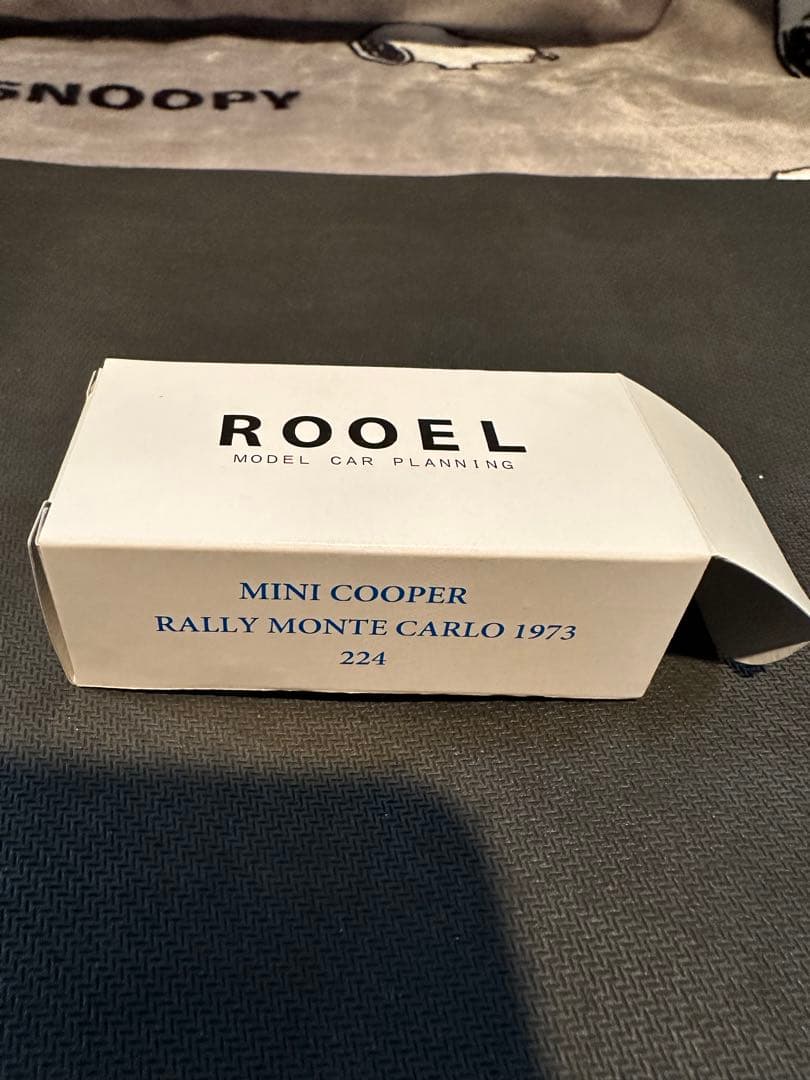 SNOOPY
ROOEL
MODEL CAR PLANNING
MINI COOPER
RALLY MONTE CARLO 1973
224